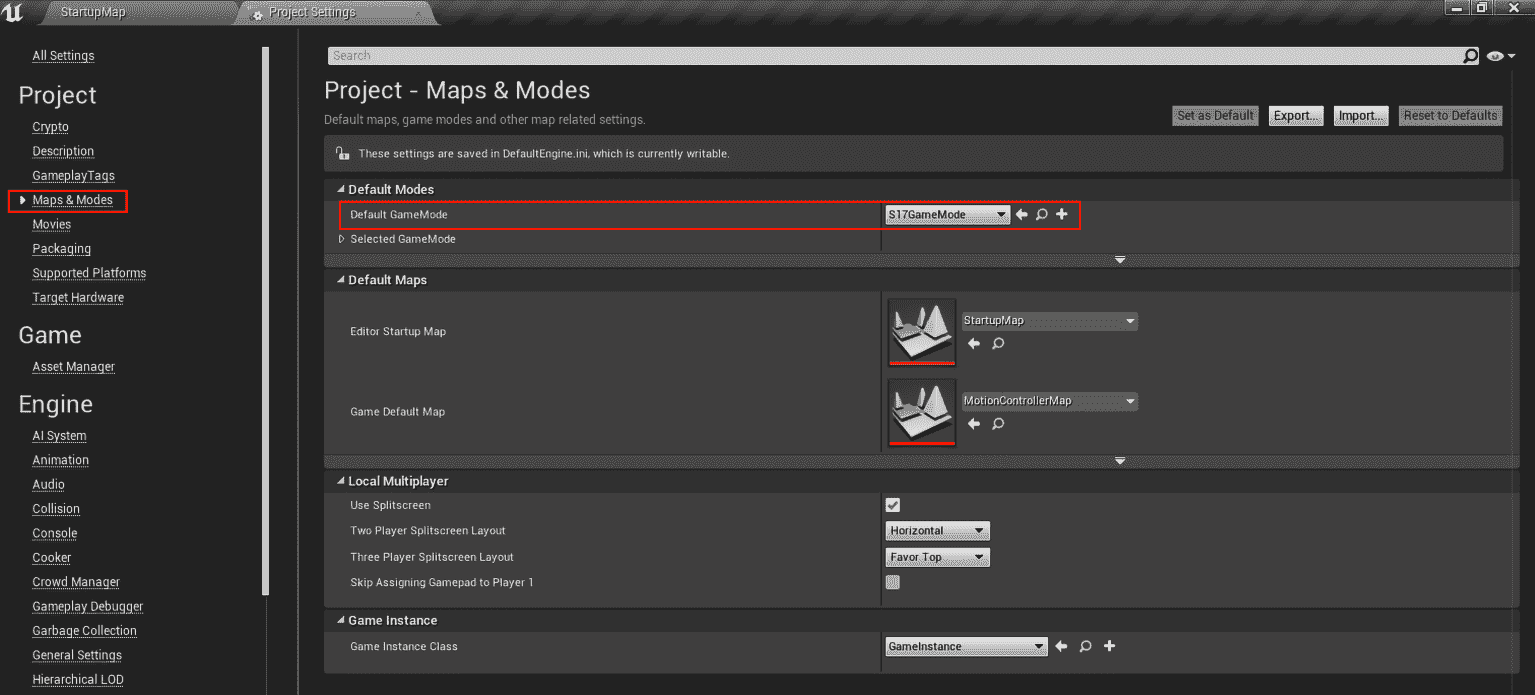 StartupMap
Project Settings
All Settings
Project
Crypto
Description
GameplayTags
Maps & Modes
Movies
Packaging
Supported Platforms
Target Hardware
Game
Asset Manager
Engine
AI System
Animation
Audio
Collision
Console
Cooker
Crowd Manager
Gameplay Debugger
Garbage Collection
General Settings
Hierarchical LOD
Search
Project - Maps & Modes
Default maps, game modes and other map related settings.
Set as Default Export... Import... Reset to Defaults
These settings are saved in DefaultEngine.ini, which is currently writable.
Default Modes
Default GameMode S17GameMode
Selected GameMode
Default Maps
Editor Startup Map StartupMap
Game Default Map MotionControllerMap
Local Multiplayer
Use Splitscreen
Two Player Splitscreen Layout Horizontal
Three Player Splitscreen Layout Favor Top
Skip Assigning Gamepad to Player 1
Game Instance
Game Instance Class GameInstance